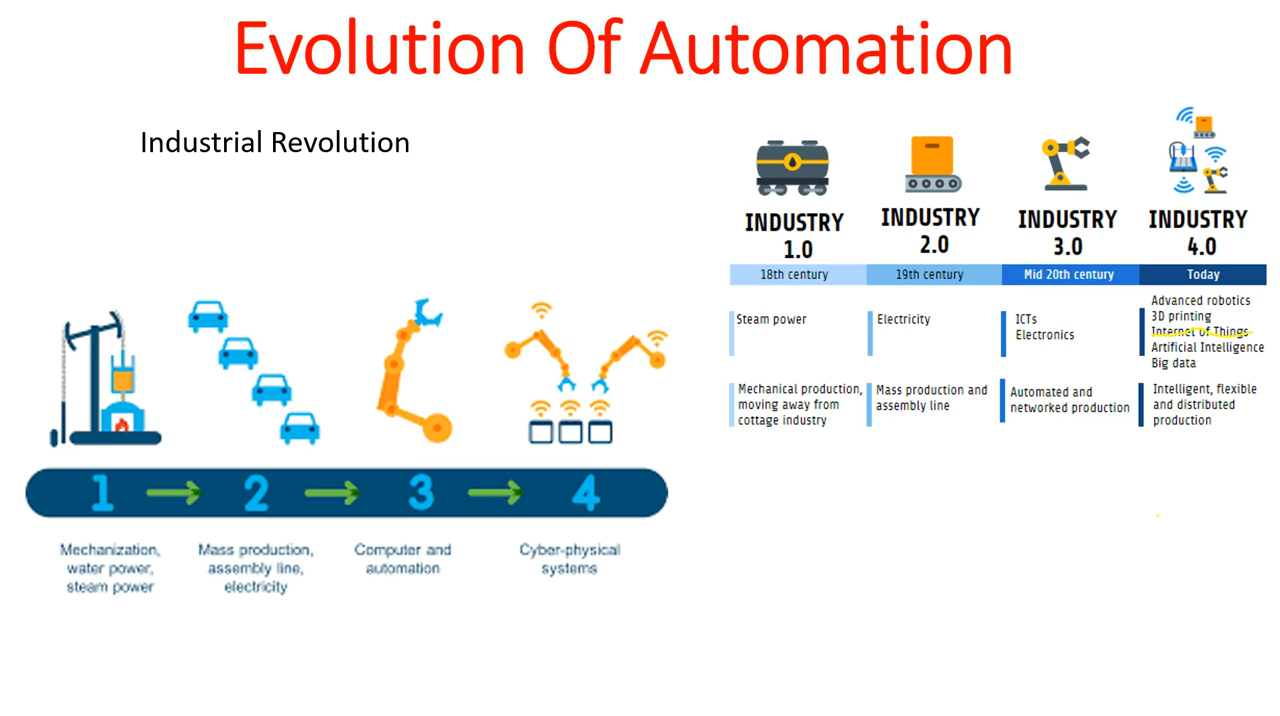 Evolution Of Automation
Industrial Revolution
1
2
3
4
Mechanization,
water power,
steam power
Mass production,
assembly line,
electricity
Computer and
automation
Cyber-physical
systems
INDUSTRY
1.0
INDUSTRY
2.0
INDUSTRY
3.0
INDUSTRY
4.0
18th century
19th century
Mid 20th century
Today
Steam power
Electricity
ICTs
Electronics
Advanced robotics
3D printing
Internet of Things
Artificial Intelligence
Big data
Mechanical production,
moving away from
cottage industry
Mass production and
assembly line
Automated and
networked production
Intelligent, flexible
and distributed
production